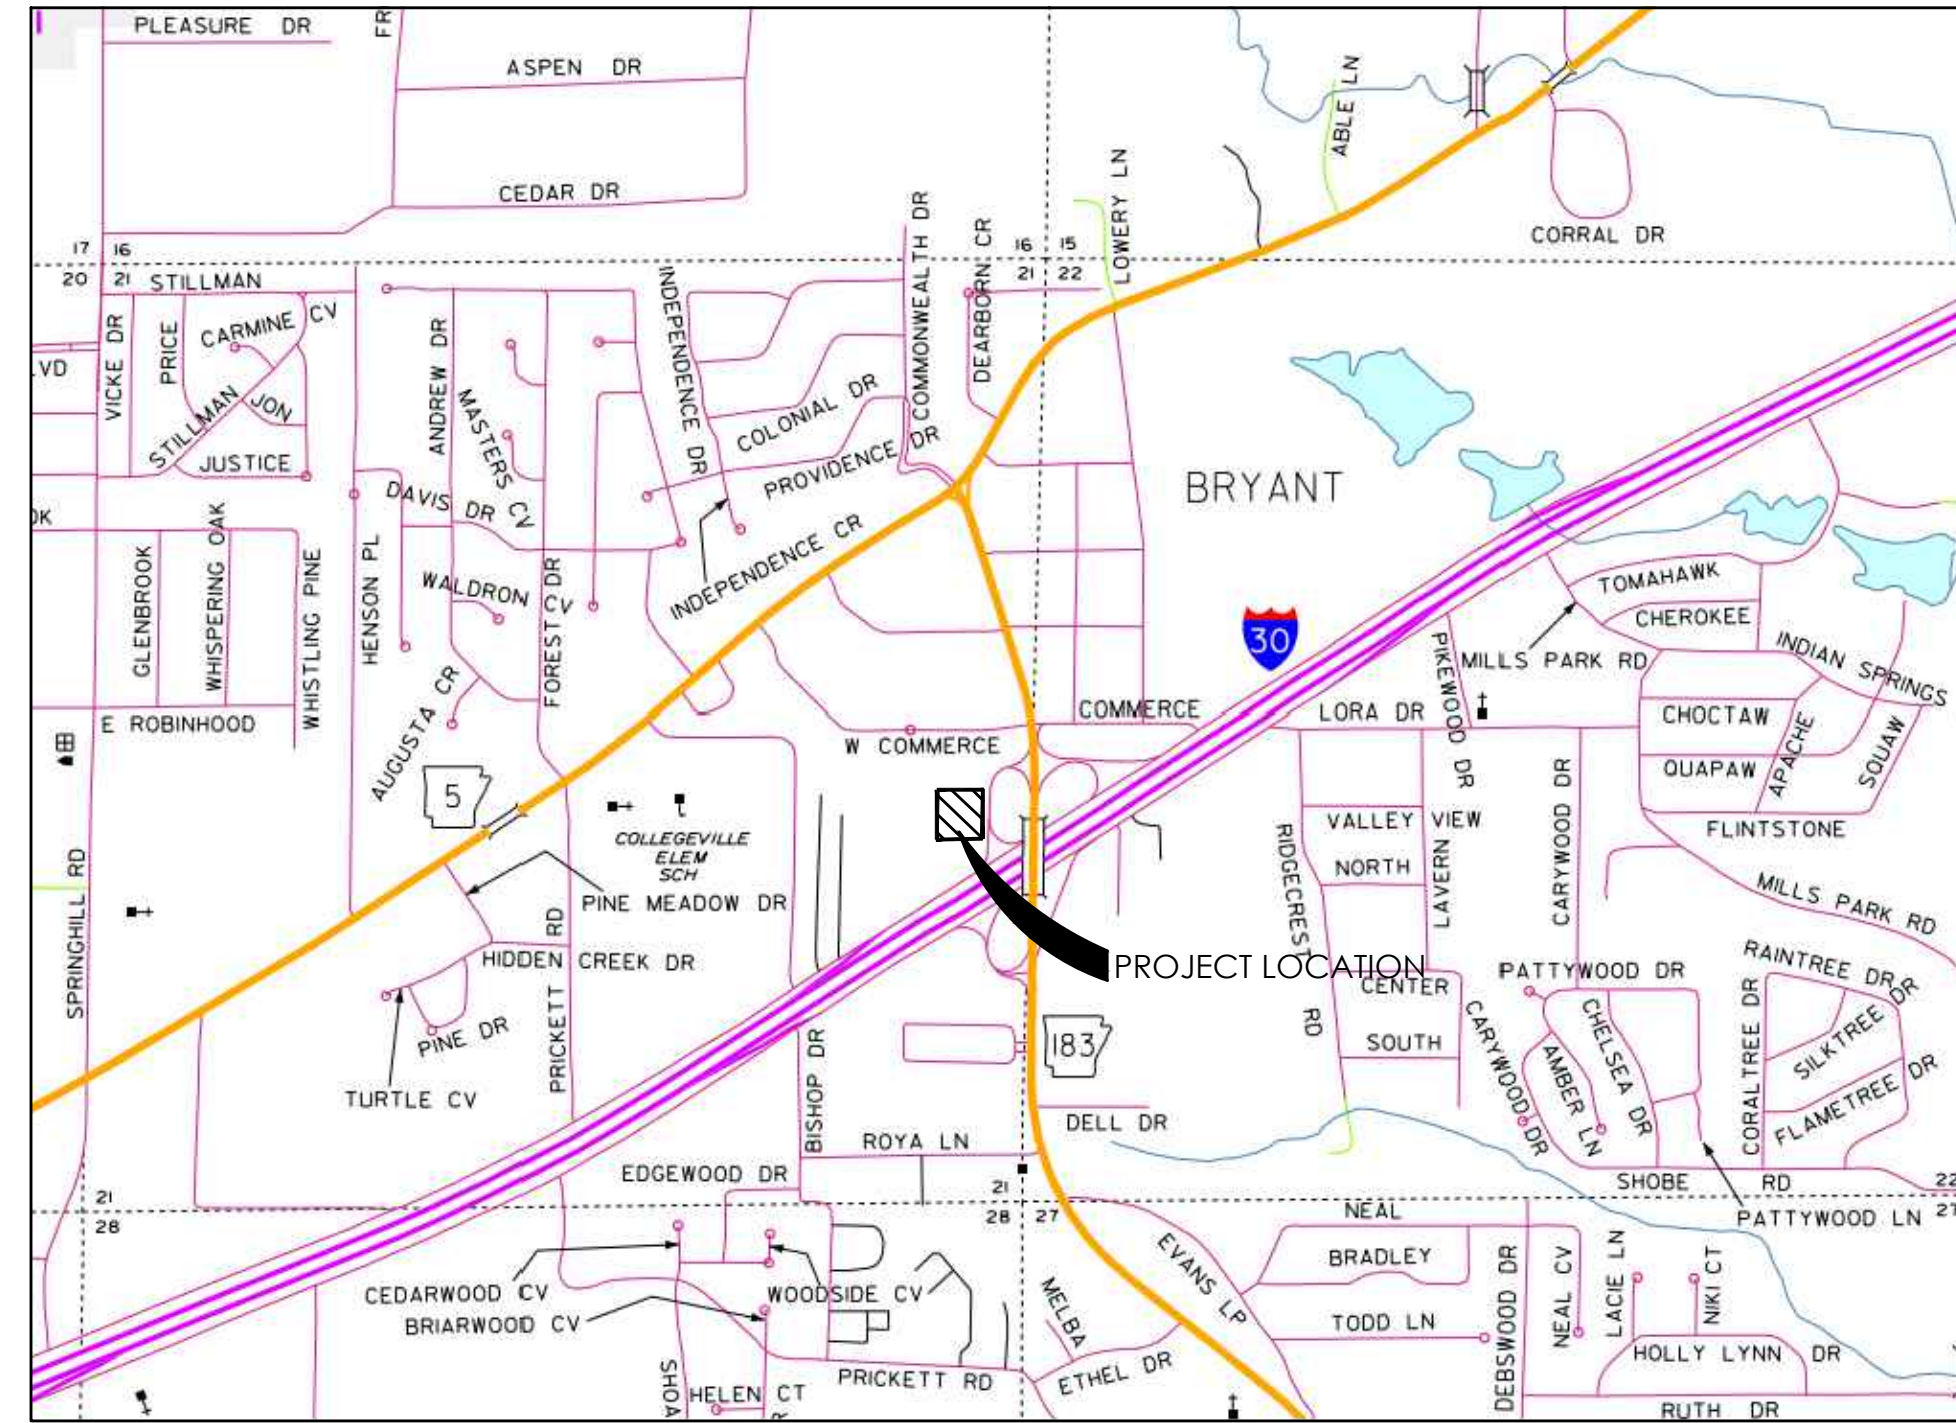 PLEASURE DR
FR
ASPEN DR
CEDAR DR
ABLE LN
CORRAL DR
LOWERY LN
17 16
20 21
16 15
21 22
STILLMAN
VICKE DR
PRICE
CARMINE CV
STILLMAN
JON
JUSTICE
LVD
OK
ANDREW DR
MASTERS CV
DAVIS DR
INDEPENDENCE DR
COLONIAL DR
PROVIDENCE DR
COMMONWEALTH DR
DEARBORN CR
INDEPENDENCE CR
BRYANT
GLENBROOK
WHISPERING OAK
WHISTLING PINE
HENSON PL
WALDRON CV
FOREST DR
AUGUSTA CR
E ROBINHOOD
5
30
COMMERCE
W COMMERCE
LORA DR
PIKEWOOD DR
MILLS PARK RD
TOMAHAWK
CHEROKEE
INDIAN SPRINGS
CHOCTAW
QUAPAW
APACHE
SQUAW
FLINTSTONE
MILLS PARK RD
COLLEGEVILLE
ELEM
SCH
PINE MEADOW DR
HIDDEN CREEK DR
PINE DR
TURTLE CV
PRICKETT RD
SPRINGHILL RD
PROJECT LOCATION
VALLEY VIEW
NORTH
RIDGECREST RD
LAVERN
CARYWOOD DR
CENTER
SOUTH
PATTYWOOD DR
CARYWOOD DR
AMBER LN
CHELSEA DR
CORALTREE DR
RAINTREE DR
SILKTREE DR
FLAMETREE DR
SHOBE RD
PATTYWOOD LN
183
DELL DR
BISHOP DR
ROYA LN
EDGEWOOD DR
21
28
21
28 27
22
27
CEDARWOOD CV
BRIARWOOD CV
WOODSIDE CV
SHOA
HELEN CT
PRICKETT RD
MELBA
ETHEL DR
EVANS LP
NEAL
BRADLEY
TODD LN
DEBSWOOD DR
NEAL CV
LACIE LN
NIKI CT
HOLLY LYNN DR
RUTH DR